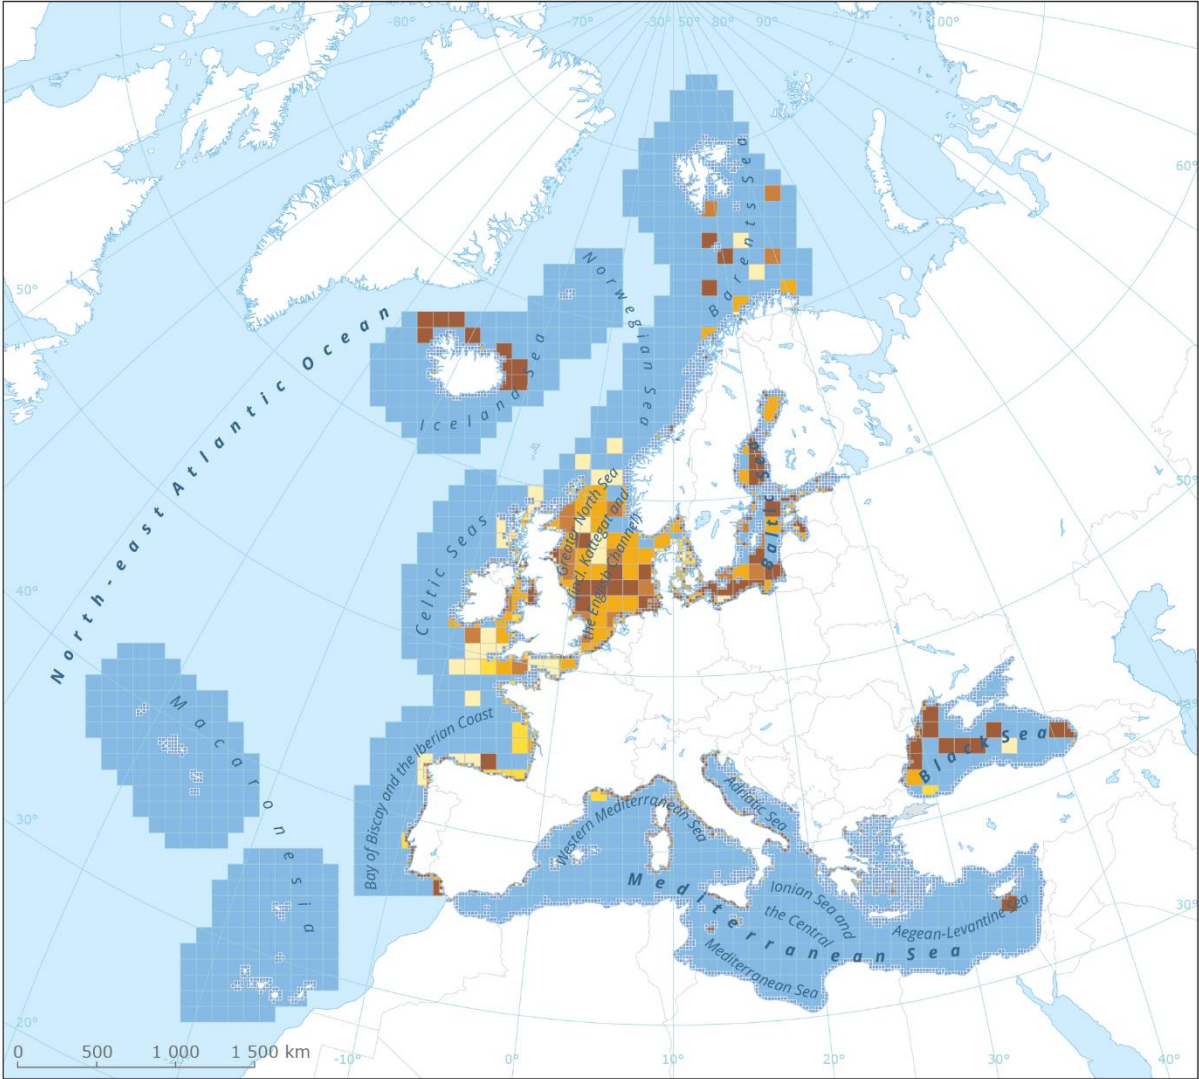 -80°
-70°
-30°
50°
80°
90°
100°
60°
50°
50°
40°
30°
30°
20°
Barents Sea
Norwegian Sea
Iceland Sea
North-east Atlantic Ocean
Celtic Seas
Greater North Sea
(incl. Kattegat and
the English Channel)
Baltic Sea
Macaronesia
Bay of Biscay and the Iberian Coast
Black Sea
Adriatic Sea
Western Mediterranean Sea
Mediterranean Sea
Ionian Sea and
the Central
Mediterranean Sea
Aegean-Levantine Sea
0 500 1 000 1 500 km
-10°
0°
10°
20°
30°
40°